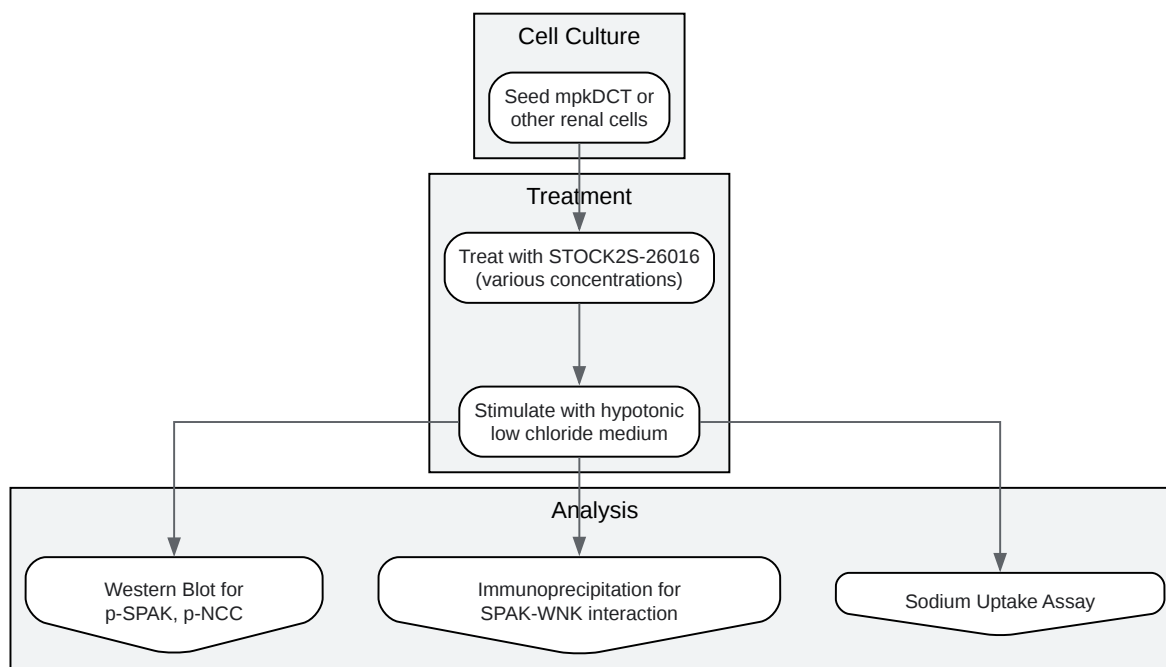 Cell Culture
Seed mpkDCT or
other renal cells
Treatment
Treat with STOCK2S-26016
(various concentrations)
Stimulate with hypotonic
low chloride medium
Analysis
Western Blot for
p-SPAK, p-NCC
Immunoprecipitation for
SPAK-WNK interaction
Sodium Uptake Assay